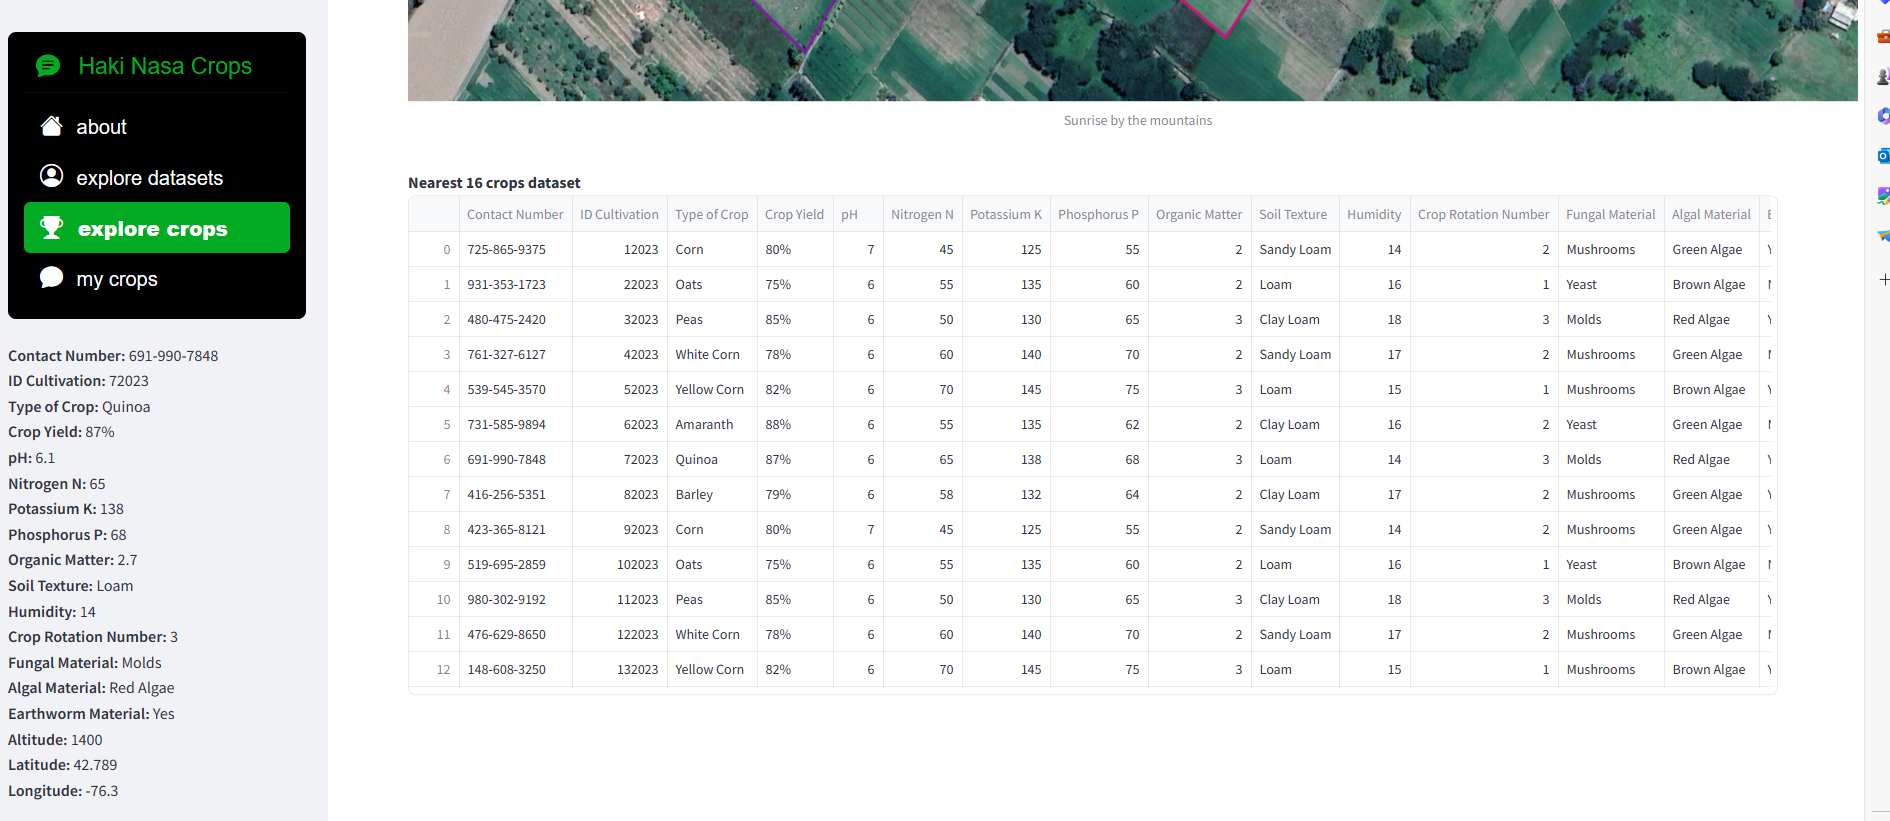 Haki Nasa Crops
about
explore datasets
explore crops
my crops
Contact Number: 691-990-7848
ID Cultivation: 72023
Type of Crop: Quinoa
Crop Yield: 87%
pH: 6.1
Nitrogen N: 65
Potassium K: 138
Phosphorus P: 68
Organic Matter: 2.7
Soil Texture: Loam
Humidity: 14
Crop Rotation Number: 3
Fungal Material: Molds
Algal Material: Red Algae
Earthworm Material: Yes
Altitude: 1400
Latitude: 42.789
Longitude: -76.3
Sunrise by the mountains
Nearest 16 crops dataset
Contact Number ID Cultivation Type of Crop Crop Yield pH Nitrogen N Potassium K Phosphorus P Organic Matter Soil Texture Humidity Crop Rotation Number Fungal Material Algal Material
0 725-865-9375 12023 Corn 80% 7 45 125 55 2 Sandy Loam 14 2 Mushrooms Green Algae
1 931-353-1723 22023 Oats 75% 6 55 135 60 2 Loam 16 1 Yeast Brown Algae
2 480-475-2420 32023 Peas 85% 6 50 130 65 3 Clay Loam 18 3 Molds Red Algae
3 761-327-6127 42023 White Corn 78% 6 60 140 70 2 Sandy Loam 17 2 Mushrooms Green Algae
4 539-545-3570 52023 Yellow Corn 82% 6 70 145 75 3 Loam 15 1 Mushrooms Brown Algae
5 731-585-9894 62023 Amaranth 88% 6 55 135 62 2 Clay Loam 16 2 Yeast Green Algae
6 691-990-7848 72023 Quinoa 87% 6 65 138 68 3 Loam 14 3 Molds Red Algae
7 416-256-5351 82023 Barley 79% 6 58 132 64 2 Clay Loam 17 2 Mushrooms Green Algae
8 423-365-8121 92023 Corn 80% 7 45 125 55 2 Sandy Loam 14 2 Mushrooms Green Algae
9 519-695-2859 102023 Oats 75% 6 55 135 60 2 Loam 16 1 Yeast Brown Algae
10 980-302-9192 112023 Peas 85% 6 50 130 65 3 Clay Loam 18 3 Molds Red Algae
11 476-629-8650 122023 White Corn 78% 6 60 140 70 2 Sandy Loam 17 2 Mushrooms Green Algae
12 148-608-3250 132023 Yellow Corn 82% 6 70 145 75 3 Loam 15 1 Mushrooms Brown Algae